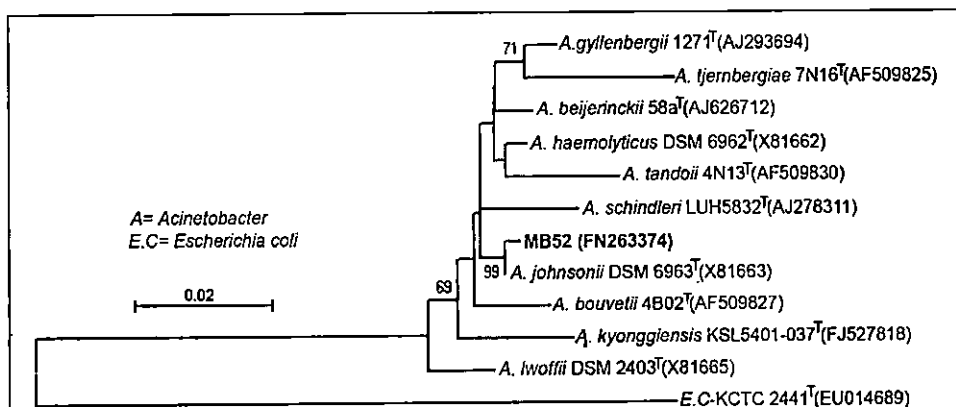 71
A.gyllenbergii 1271ᵀ(AJ293694)
A. tjernbergiae 7N16ᵀ(AF509825)
A. beijerinckii 58aᵀ(AJ626712)
A. haemolyticus DSM 6962ᵀ(X81662)
A. tandoii 4N13ᵀ(AF509830)
A. schindleri LUH5832ᵀ(AJ278311)
A= Acinetobacter
E.C= Escherichia coli
MB52 (FN263374)
99
A. johnsonii DSM 6963ᵀ(X81663)
69
0.02
A. bouvetii 4B02ᵀ(AF509827)
A. kyonggiensis KSL5401-037ᵀ(FJ527818)
A. lwoffii DSM 2403ᵀ(X81665)
E.C-KCTC 2441ᵀ(EU014689)